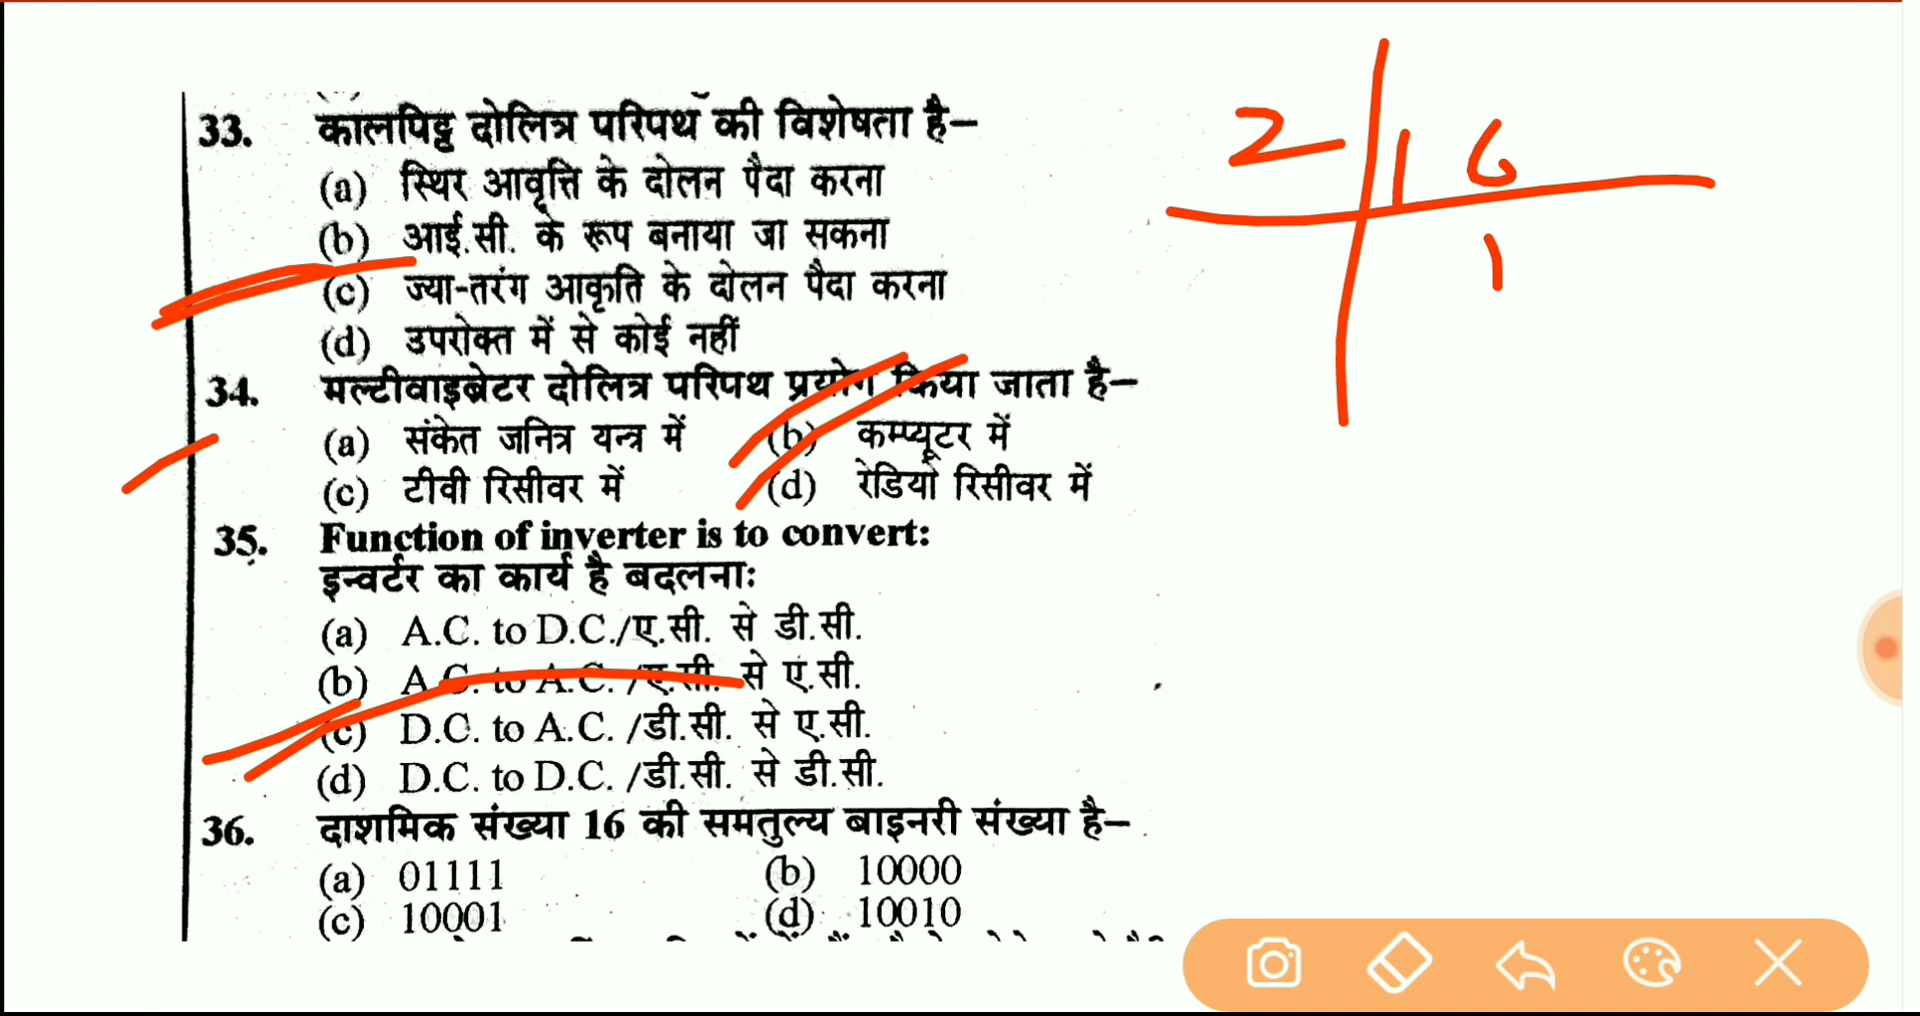 33. कालपिट्ट दोलित्र परिपथ की विशेषता है–
(a) स्थिर आवृत्ति के दोलन पैदा करना
(b) आई.सी. के रूप बनाया जा सकना
(c) ज्या-तरंग आकृति के दोलन पैदा करना
(d) उपरोक्त में से कोई नहीं
34. मल्टीवाइब्रेटर दोलित्र परिपथ प्रयोग किया जाता है–
(a) संकेत जनित्र यन्त्र में (b) कम्प्यूटर में
(c) टीवी रिसीवर में (d) रेडियो रिसीवर में
35. Function of inverter is to convert:
इन्वर्टर का कार्य है बदलनाः
(a) A.C. to D.C./ए.सी. से डी.सी.
(b) A.C. to A.C. /ए.सी. से ए.सी.
(c) D.C. to A.C. /डी.सी. से ए.सी.
(d) D.C. to D.C. /डी.सी. से डी.सी.
36. दाशमिक संख्या 16 की समतुल्य बाइनरी संख्या है–
(a) 01111 (b) 10000
(c) 10001 (d) 10010
2 16
1